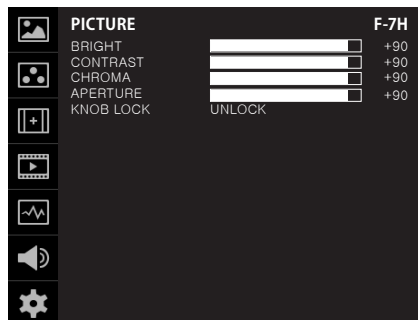 PICTURE F-7H
BRIGHT +90
CONTRAST +90
CHROMA +90
APERTURE +90
KNOB LOCK UNLOCK